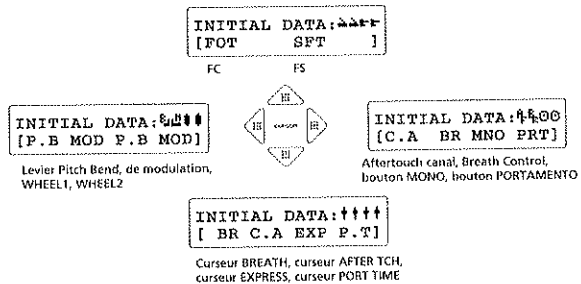 INITIAL DATA:
[FOT SFT ]
FC FS
INITIAL DATA:
[P.B MOD P.B MOD]
Levier Pitch Bend, de modulation,
WHEEL1, WHEEL2
CURSOR
INITIAL DATA:
[C.A BR MNO PRT]
Aftertouch canal, Breath Control,
bouton MONO, bouton PORTAMENTO
INITIAL DATA:
[ BR C.A EXP P.T]
Curseur BREATH, curseur AFTER TCH,
curseur EXPRESS, curseur PORT TIME